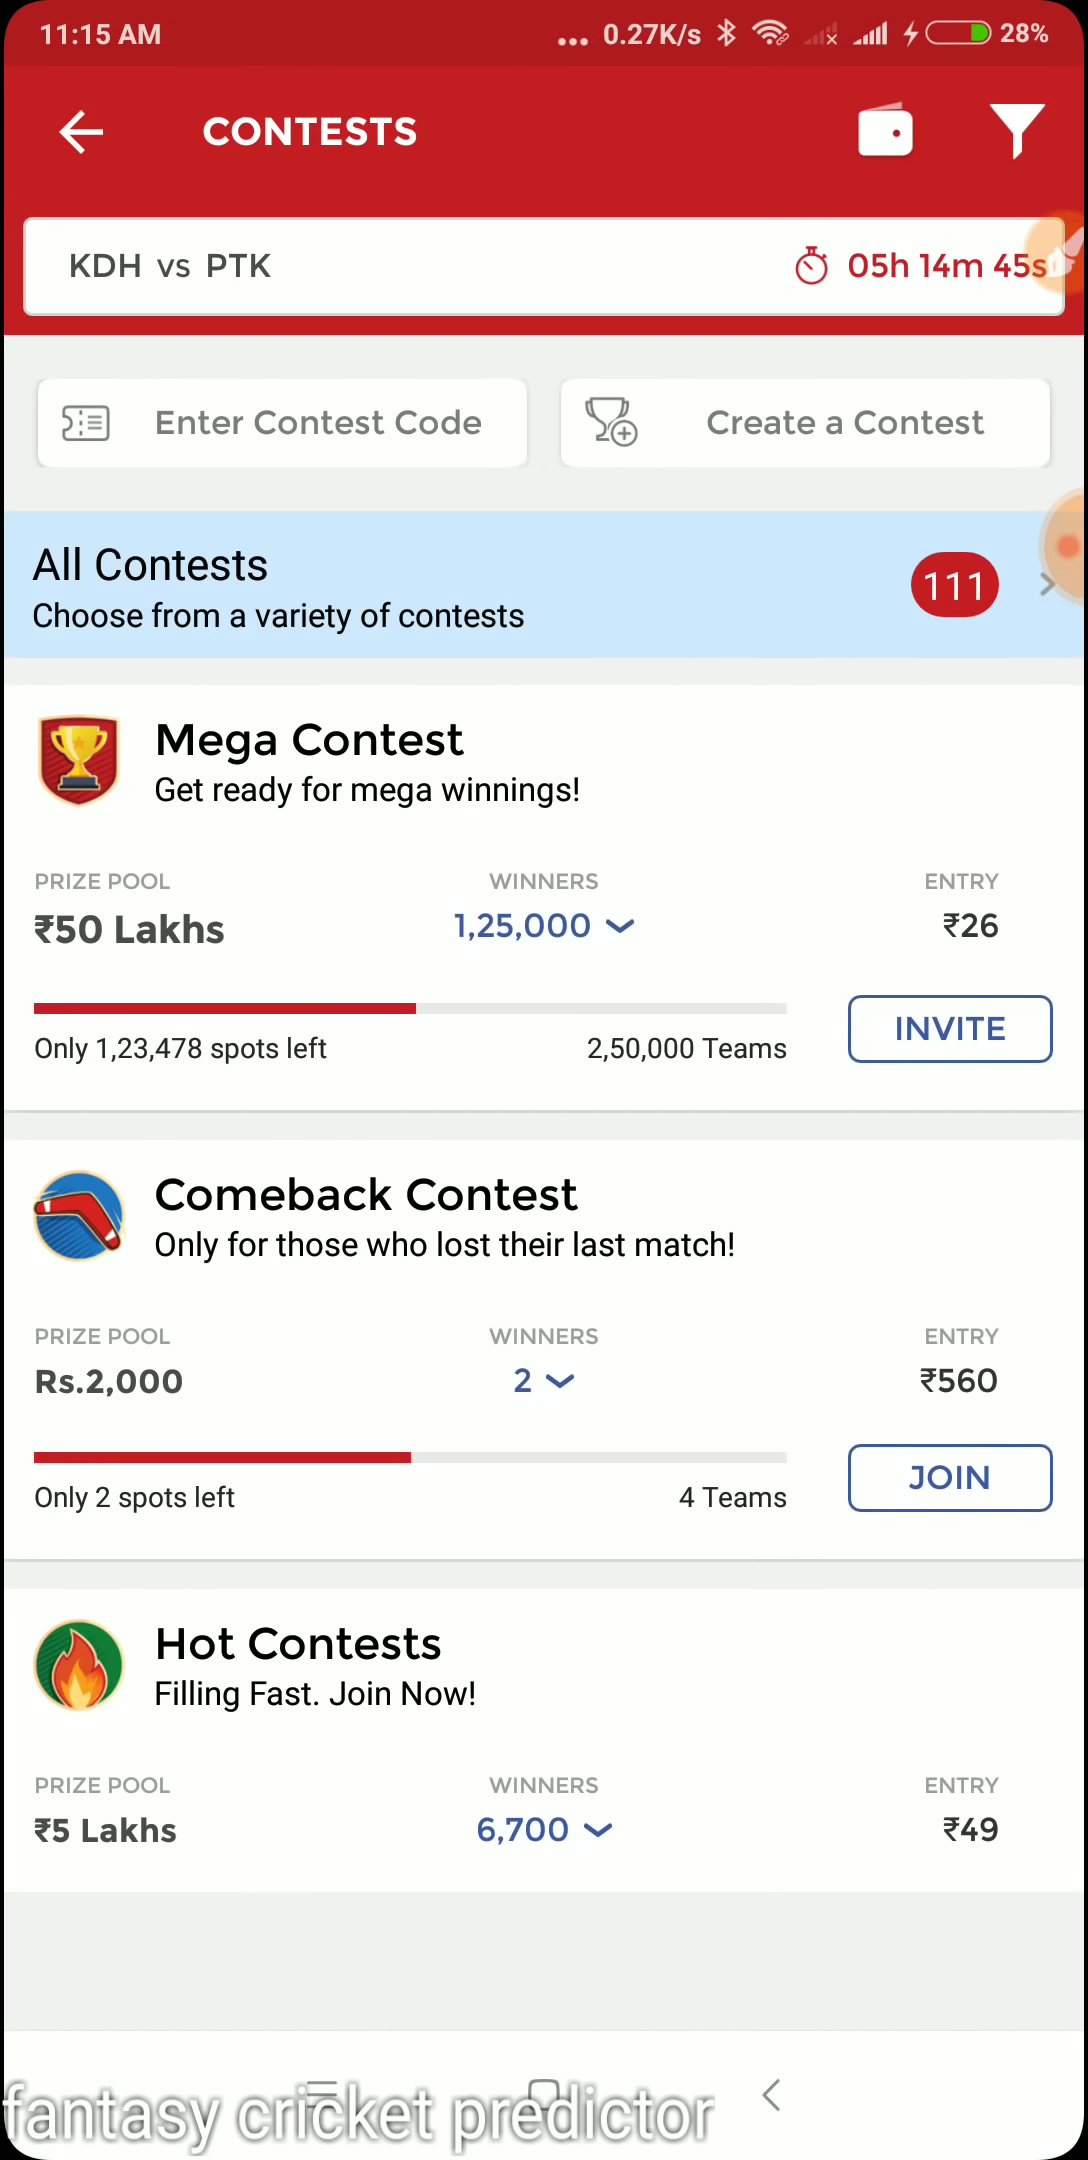 11:15 AM
... 0.27K/s 28%
CONTESTS
KDH vs PTK 05h 14m 45s
Enter Contest Code Create a Contest
All Contests
111
Choose from a variety of contests
Mega Contest
Get ready for mega winnings!
PRIZE POOL WINNERS ENTRY
₹50 Lakhs 1,25,000 ₹26
INVITE
Only 1,23,478 spots left 2,50,000 Teams
Comeback Contest
Only for those who lost their last match!
PRIZE POOL WINNERS ENTRY
Rs.2,000 2 ₹560
JOIN
Only 2 spots left 4 Teams
Hot Contests
Filling Fast. Join Now!
PRIZE POOL WINNERS ENTRY
₹5 Lakhs 6,700 ₹49
fantasy cricket predictor